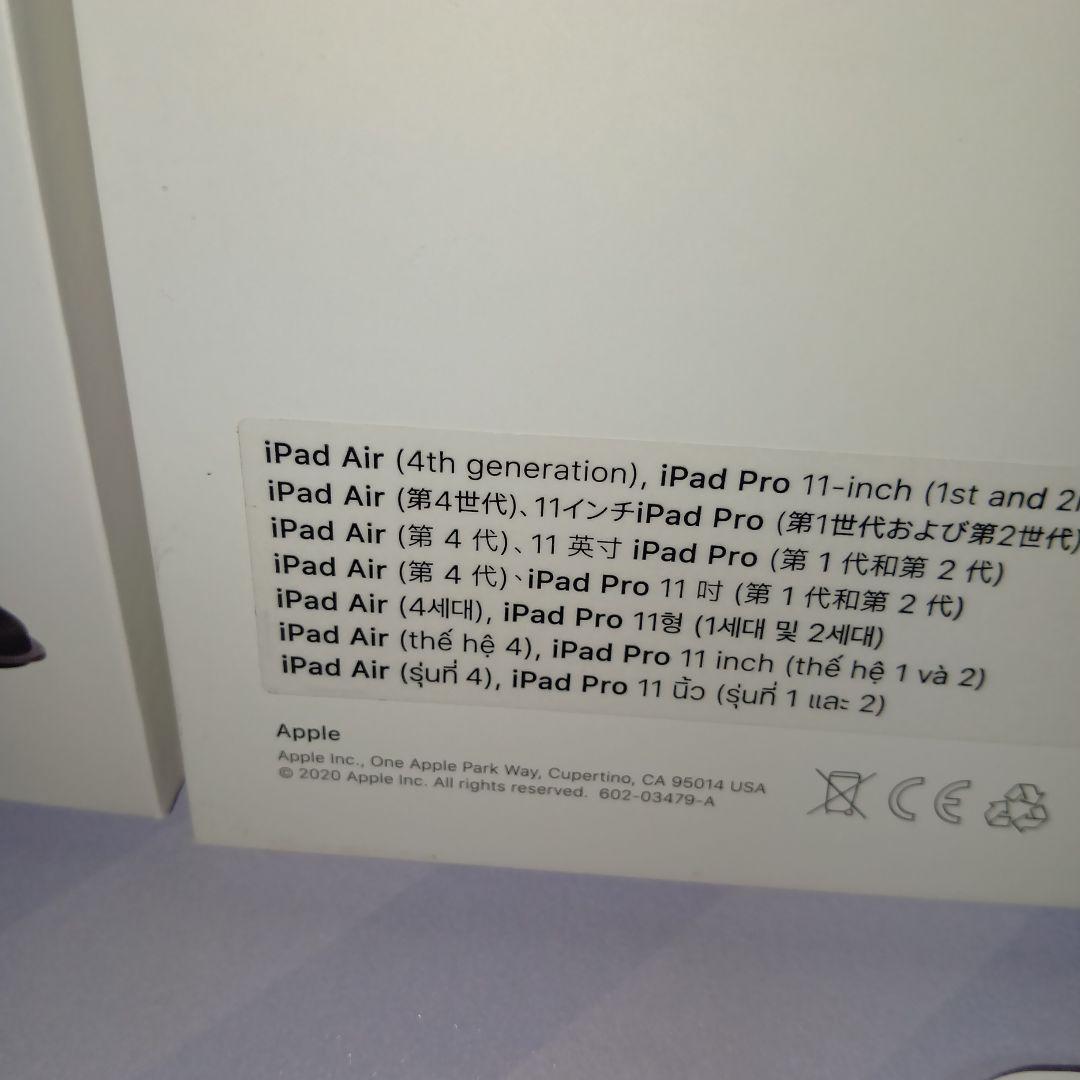 iPad Air (4th generation), iPad Pro 11-inch (1st and
iPad Air (第4世代)、11インチiPad Pro (第1世代および第2世代)
iPad Air (第 4 代)、11 英寸 iPad Pro (第 1 代和第 2 代)
iPad Air (第 4 代)、iPad Pro 11 吋 (第 1 代和第 2 代)
iPad Air (4세대), iPad Pro 11형 (1세대 및 2세대)
iPad Air (thế hệ 4), iPad Pro 11 inch (thế hệ 1 và 2)
iPad Air (รุ่นที่ 4), iPad Pro 11 นิ้ว (รุ่นที่ 1 และ 2)
Apple
Apple Inc., One Apple Park Way, Cupertino, CA 95014 USA
© 2020 Apple Inc. All rights reserved. 602-03479-A
CE